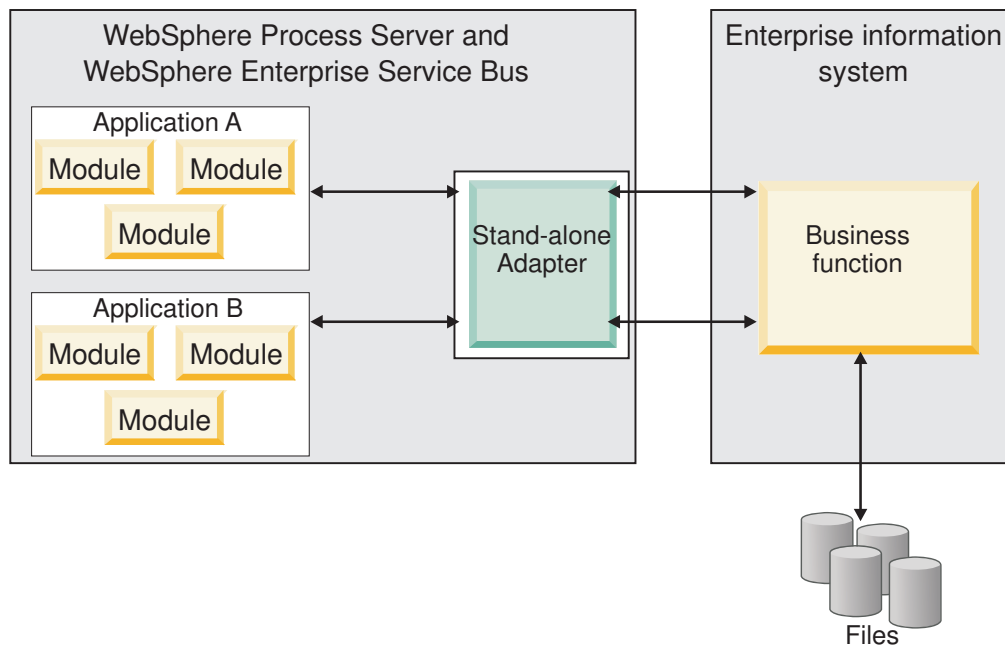 WebSphere Process Server and
WebSphere Enterprise Service Bus
Application A
Module
Module
Module
Application B
Module
Module
Module
Stand-alone
Adapter
Enterprise information
system
Business
function
Files